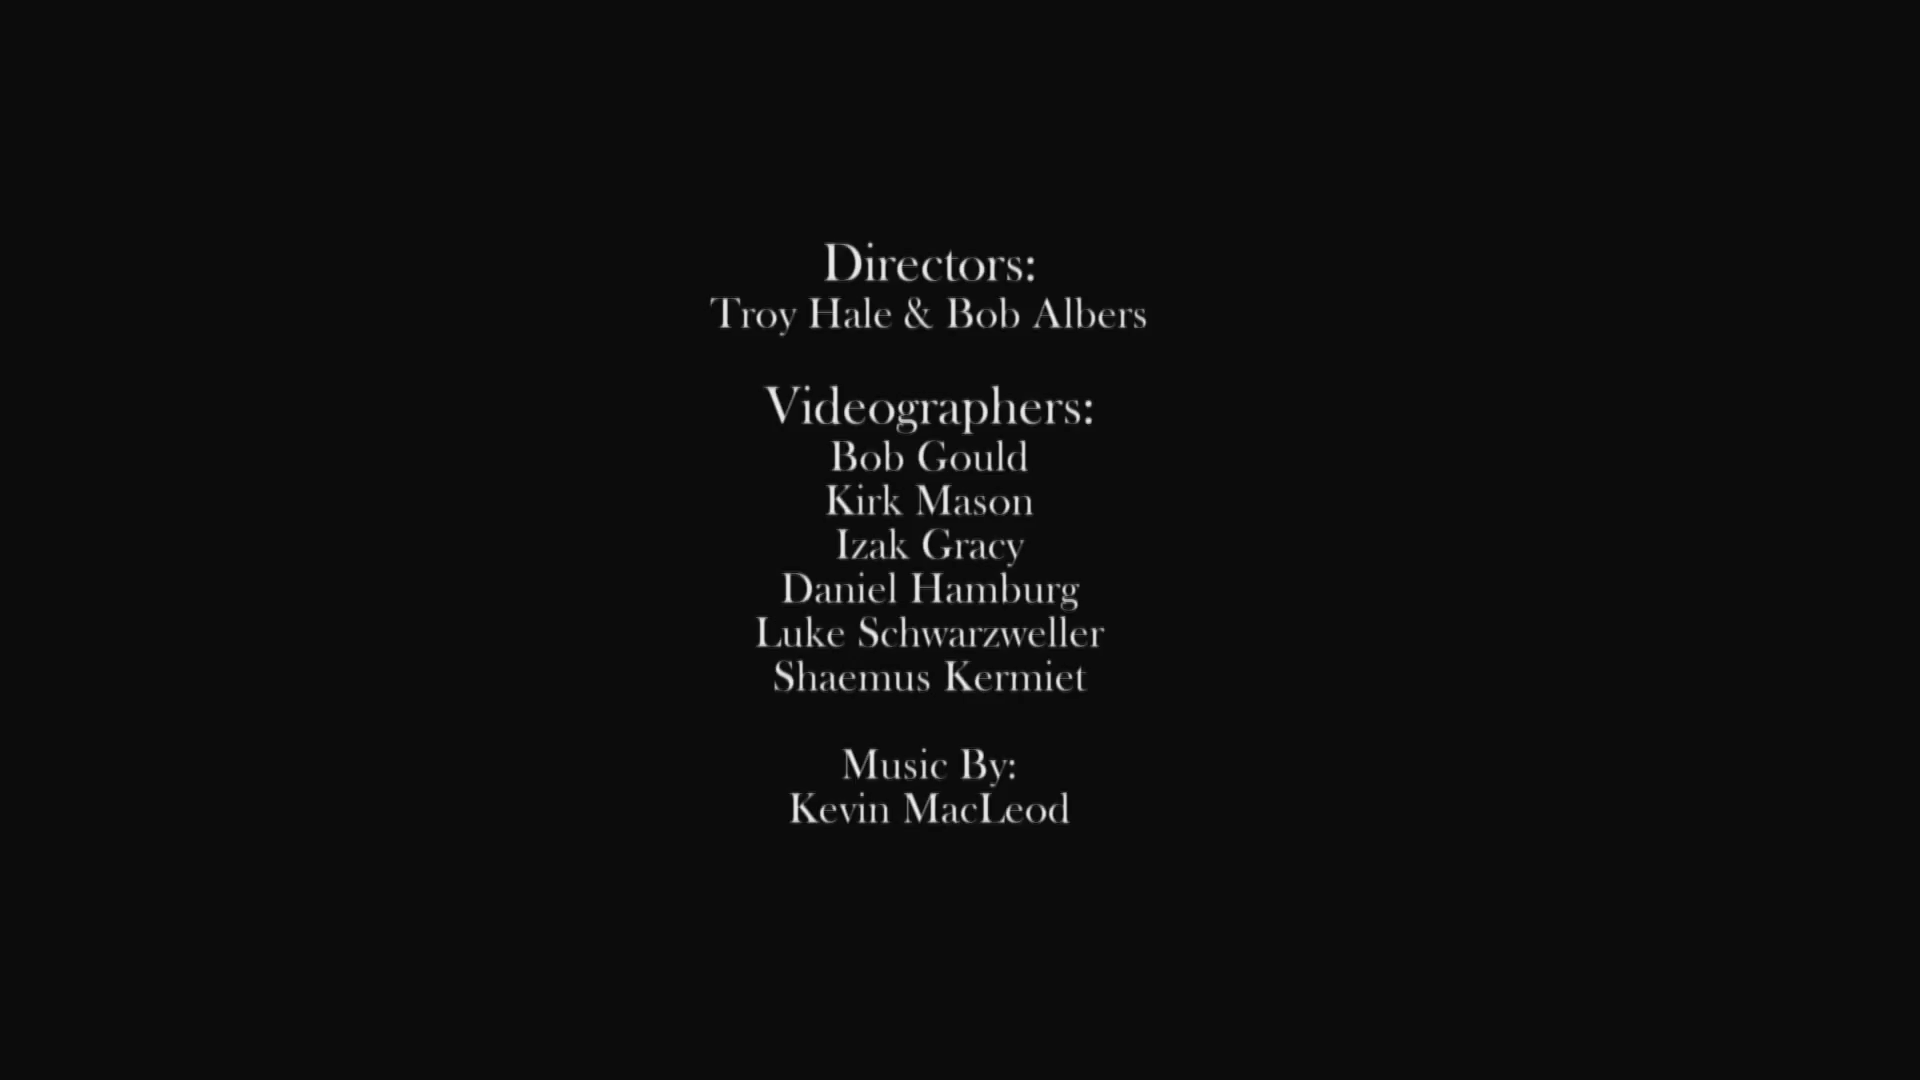 Directors:
Troy Hale & Bob Albers
Videographers:
Bob Gould
Kirk Mason
Izak Gracy
Daniel Hamburg
Luke Schwarzweller
Shaemus Kermiet
Music By:
Kevin MacLeod